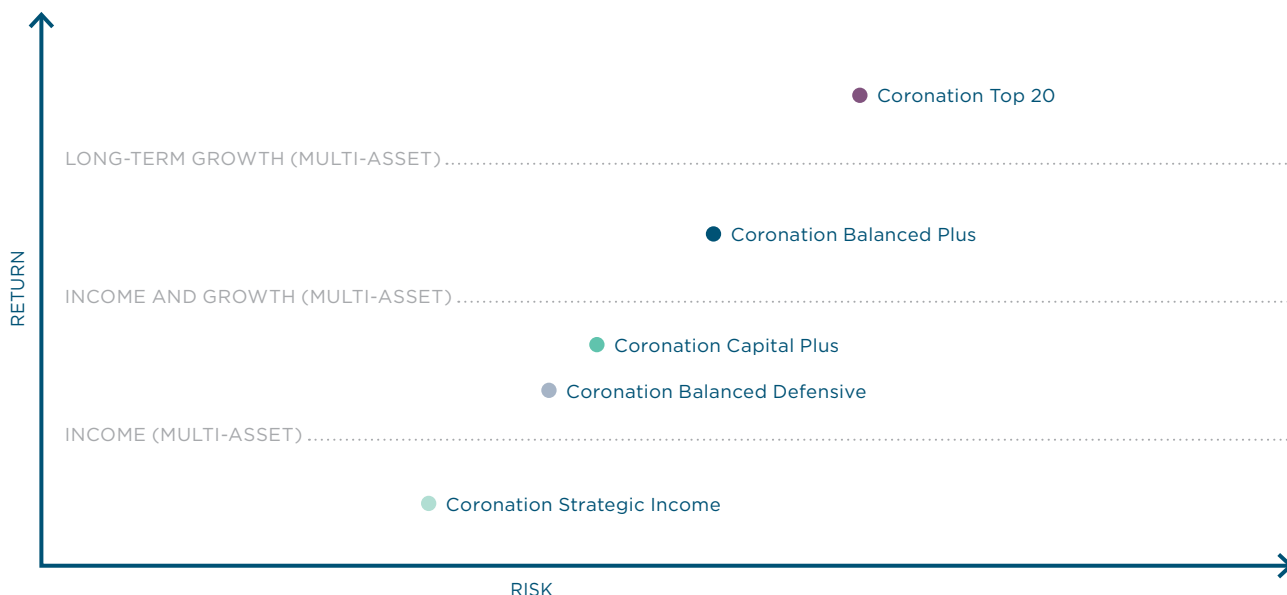 Coronation Top 20
LONG-TERM GROWTH (MULTI-ASSET)
Coronation Balanced Plus
RETURN
INCOME AND GROWTH (MULTI-ASSET)
Coronation Capital Plus
Coronation Balanced Defensive
INCOME (MULTI-ASSET)
Coronation Strategic Income
RISK